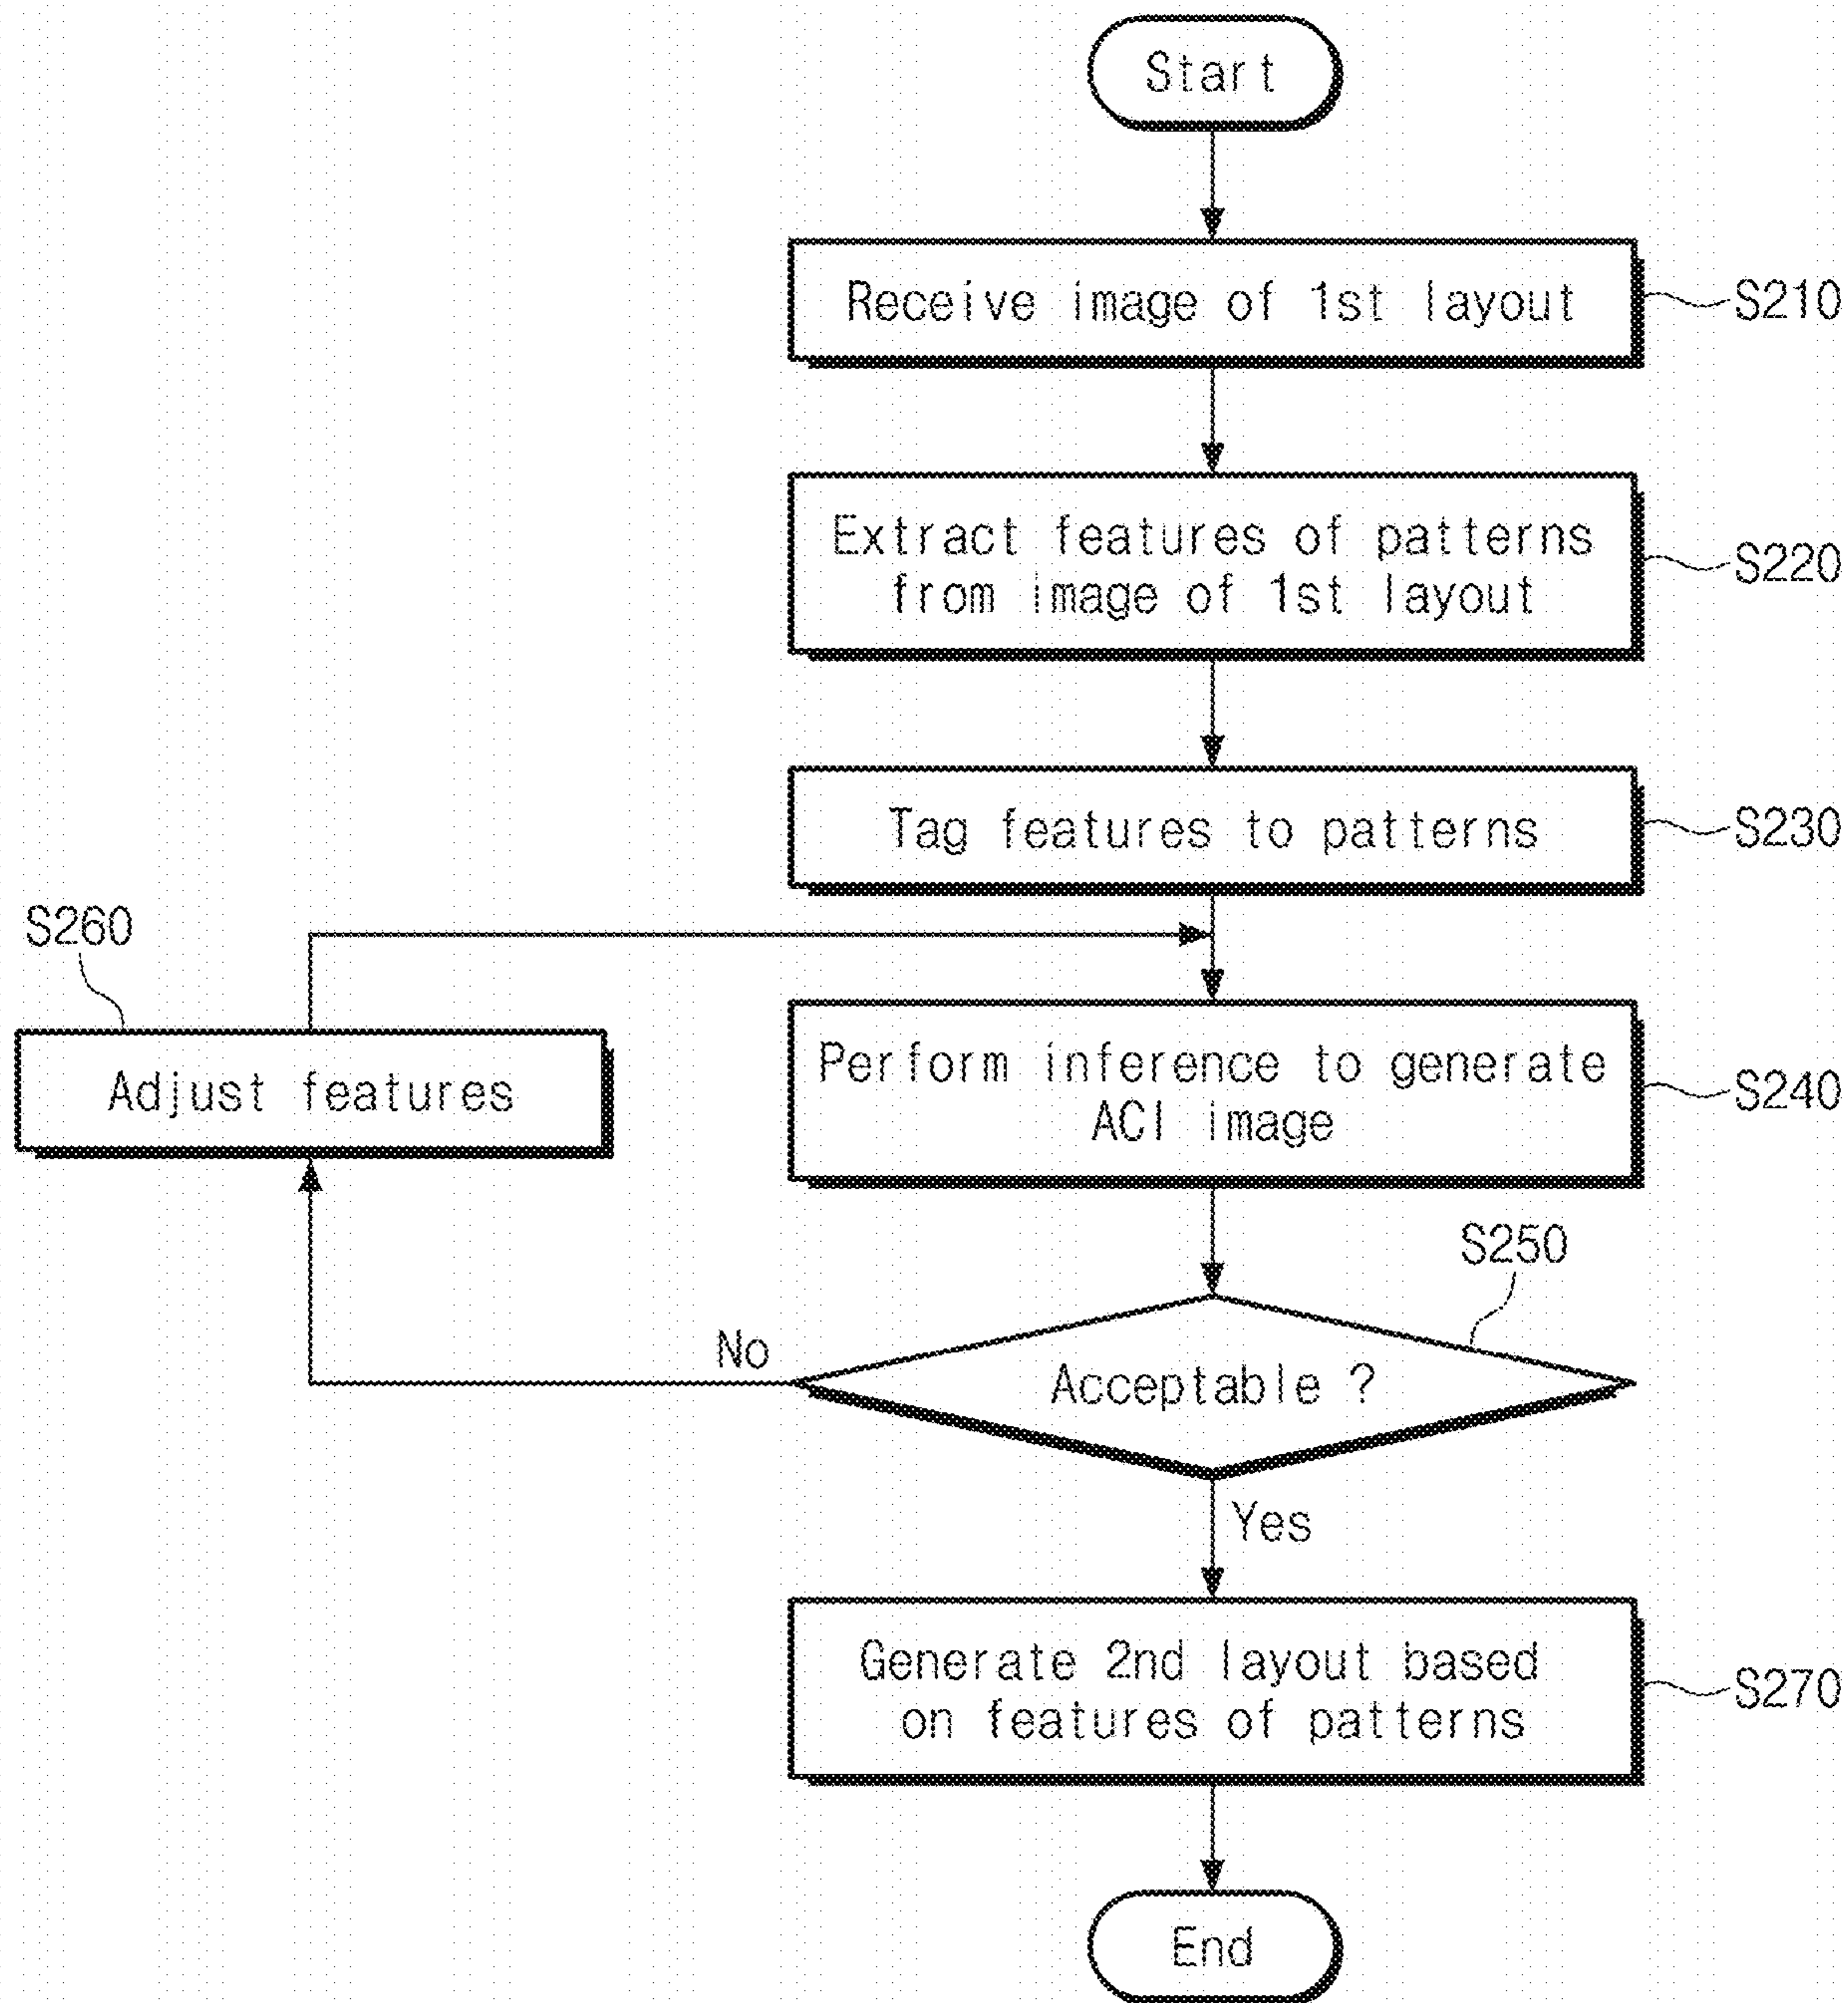 Start
Receive image of 1st layout
S210
Extract features of patterns
from image of 1st layout
S220
Tag features to patterns
S230
S260
Adjust features
Perform inference to generate
ACI image
S240
S250
No
Acceptable ?
Yes
Generate 2nd layout based
on features of patterns
S270
End